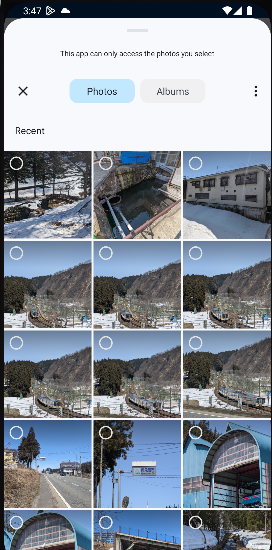 3:47
This app can only access the photos you select
Photos
Albums
Recent